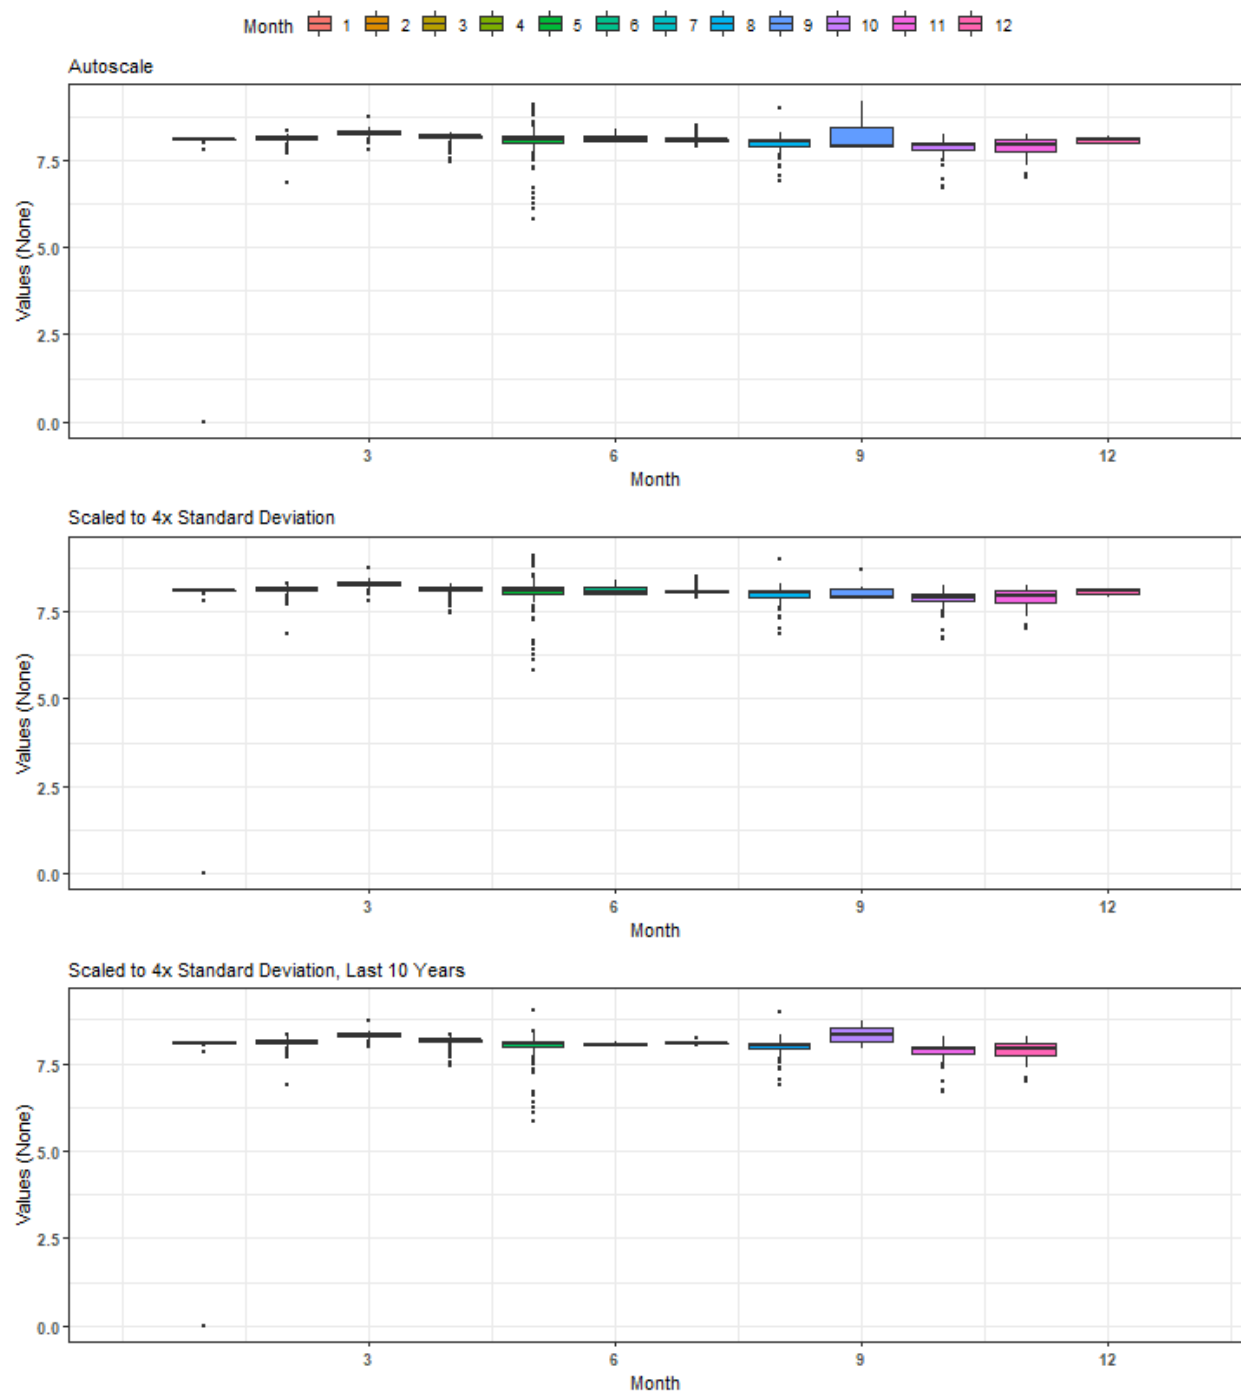 Month 1 2 3 4 5 6 7 8 9 10 11 12
Autoscale
Values (None)
7.5
5.0
2.5
0.0
3 6 9 12
Month
Scaled to 4x Standard Deviation
Values (None)
7.5
5.0
2.5
0.0
3 6 9 12
Month
Scaled to 4x Standard Deviation, Last 10 Years
Values (None)
7.5
5.0
2.5
0.0
3 6 9 12
Month